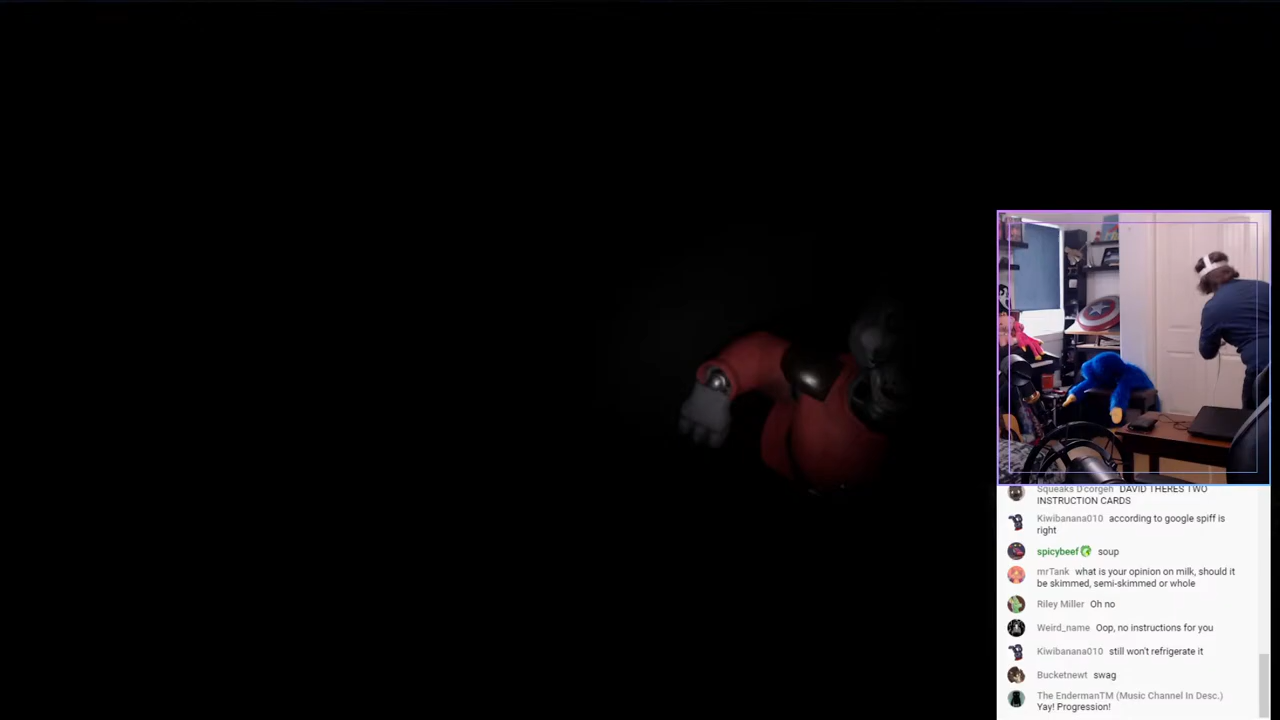 Squeaks D'corgeh DAVID THERES TWO
INSTRUCTION CARDS
Kiwibanana010 according to google spiff is
right
spicybeef soup
mrTank what is your opinion on milk, should it
be skimmed, semi-skimmed or whole
Riley Miller Oh no
Weird_name Oop, no instructions for you
Kiwibanana010 still won't refrigerate it
Bucketnewt swag
The EndermanTM (Music Channel In Desc.)
Yay! Progression!